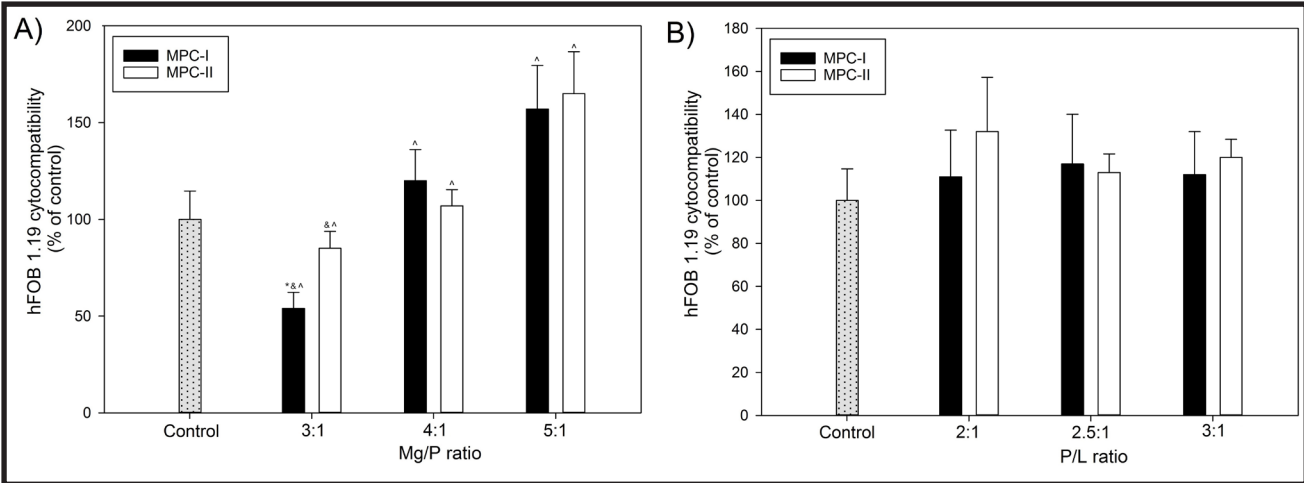 A)
MPC-I
MPC-II
hFOB 1.19 cytocompatibility
(% of control)
200
150
100
50
0
*&^
&^
^
^
^
^
Control
3:1
4:1
5:1
Mg/P ratio
B)
MPC-I
MPC-II
hFOB 1.19 cytocompatibility
(% of control)
180
160
140
120
100
80
60
40
20
0
Control
2:1
2.5:1
3:1
P/L ratio